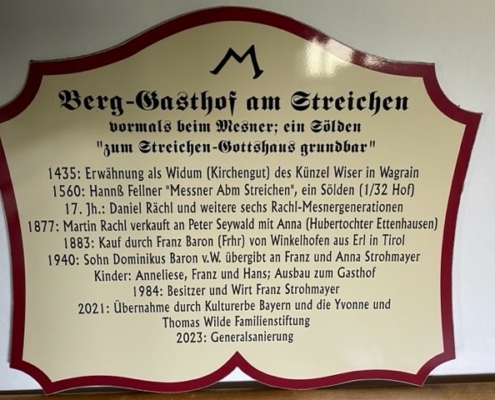 M
Berg-Gasthof am Streichen
vormals beim Mesner; ein Sölden
"zum Streichen-Gottshaus grundbar"
1435: Erwähnung als Widum (Kirchengut) des Künzel Wiser in Wagrain
1560: Hannß Fellner "Messner Abm Streichen", ein Sölden (1/32 Hof)
17. Jh.: Daniel Rächl und weitere sechs Rachl-Mesnergenerationen
1877: Martin Rachl verkauft an Peter Seywald mit Anna (Hubertochter Ettenhausen)
1883: Kauf durch Franz Baron (Frhr) von Winkelhofen aus Erl in Tirol
1940: Sohn Dominikus Baron v.W. übergibt an Franz und Anna Strohmayer
Kinder: Anneliese, Franz und Hans; Ausbau zum Gasthof
1984: Besitzer und Wirt Franz Strohmayer
2021: Übernahme durch Kulturerbe Bayern und die Yvonne und
Thomas Wilde Familienstiftung
2023: Generalsanierung